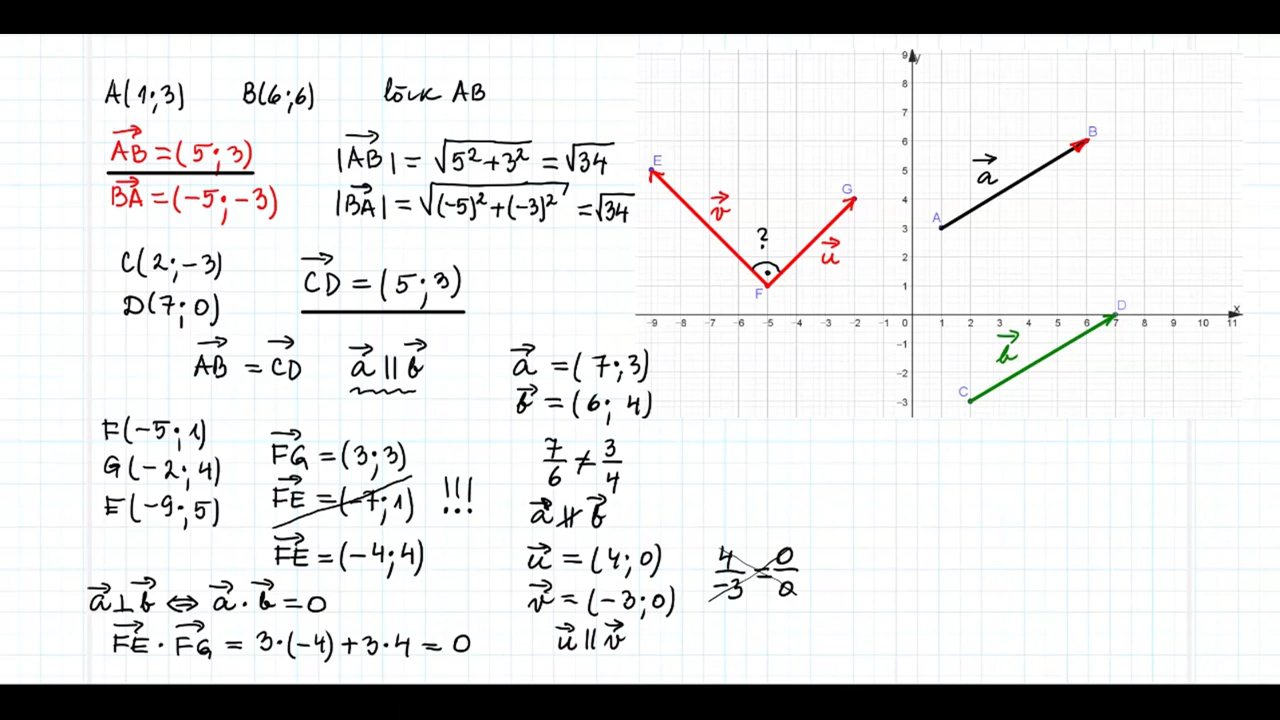 A(1;3) B(6;6) lõik AB
→AB = (5;3)
→BA = (-5;-3)
|→AB| = √(5²+3²) = √34
|→BA| = √((-5)²+(-3)²) = √34
C(2;-3)
D(7;0)
→CD = (5;3)
→AB = →CD →a || →b
F(-5;1)
G(-2;4)
E(-9;5)
→FG = (3;3)
→FE = (-7;1) !!!
→FE = (-4;4)
→a ⊥ →b ⇔ →a · →b = 0
→FE · →FG = 3·(-4)+3·4 = 0
→a = (7;3)
→b = (6;4)
7/6 ≠ 3/4
→a ∦ →b
→u = (4;0)
→v = (-3;0)
→u || →v
4/-3 = 0/0
y
9
8
7
6
5
4
3
2
1
-1
-2
-3
-9 -8 -7 -6 -5 -4 -3 -2 -1 0 1 2 3 4 5 6 7 8 9 10 11
x
E
→v
?
F
→u
G
A
→a
B
C
→b
D